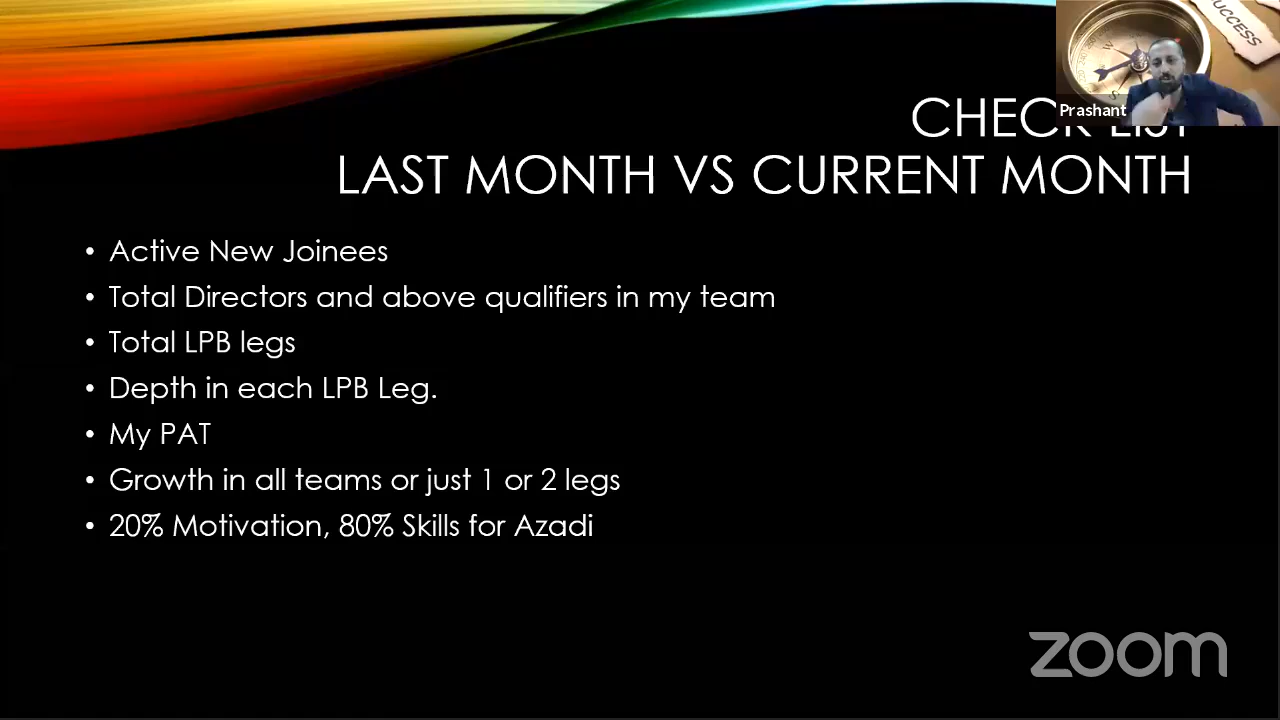 CHECK LIST
LAST MONTH VS CURRENT MONTH
• Active New Joinees
• Total Directors and above qualifiers in my team
• Total LPB legs
• Depth in each LPB Leg.
• My PAT
• Growth in all teams or just 1 or 2 legs
• 20% Motivation, 80% Skills for Azadi
Prashant
SUCCESS
W
S
zoom